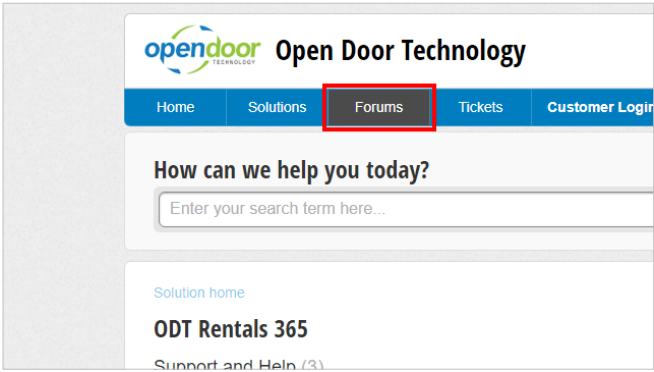 opendoor Open Door Technology
TECHNOLOGY
Home Solutions Forums Tickets Customer Login
How can we help you today?
Enter your search term here...
Solution home
ODT Rentals 365
Support and Help (3)